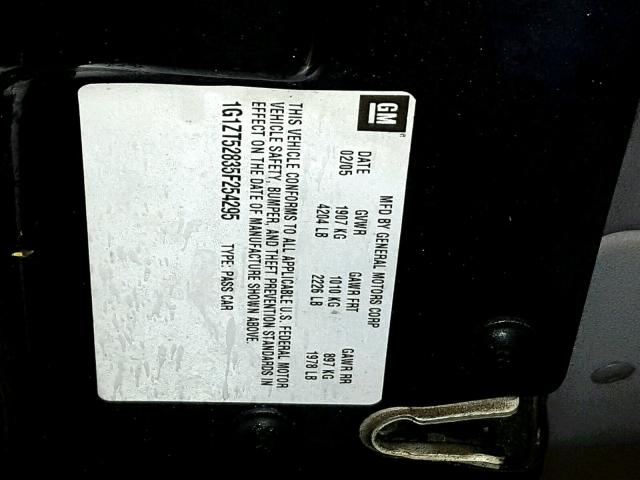 GM
MFD BY GENERAL MOTORS CORP
DATE GVWR GAWR FRT GAWR RR
02/05 1907 KG 1010 KG 897 KG
4204 LB 2226 LB 1978 LB
THIS VEHICLE CONFORMS TO ALL APPLICABLE U.S. FEDERAL MOTOR
VEHICLE SAFETY, BUMPER, AND THEFT PREVENTION STANDARDS IN
EFFECT ON THE DATE OF MANUFACTURE SHOWN ABOVE.
1G1ZT52835F254295 TYPE: PASS CAR